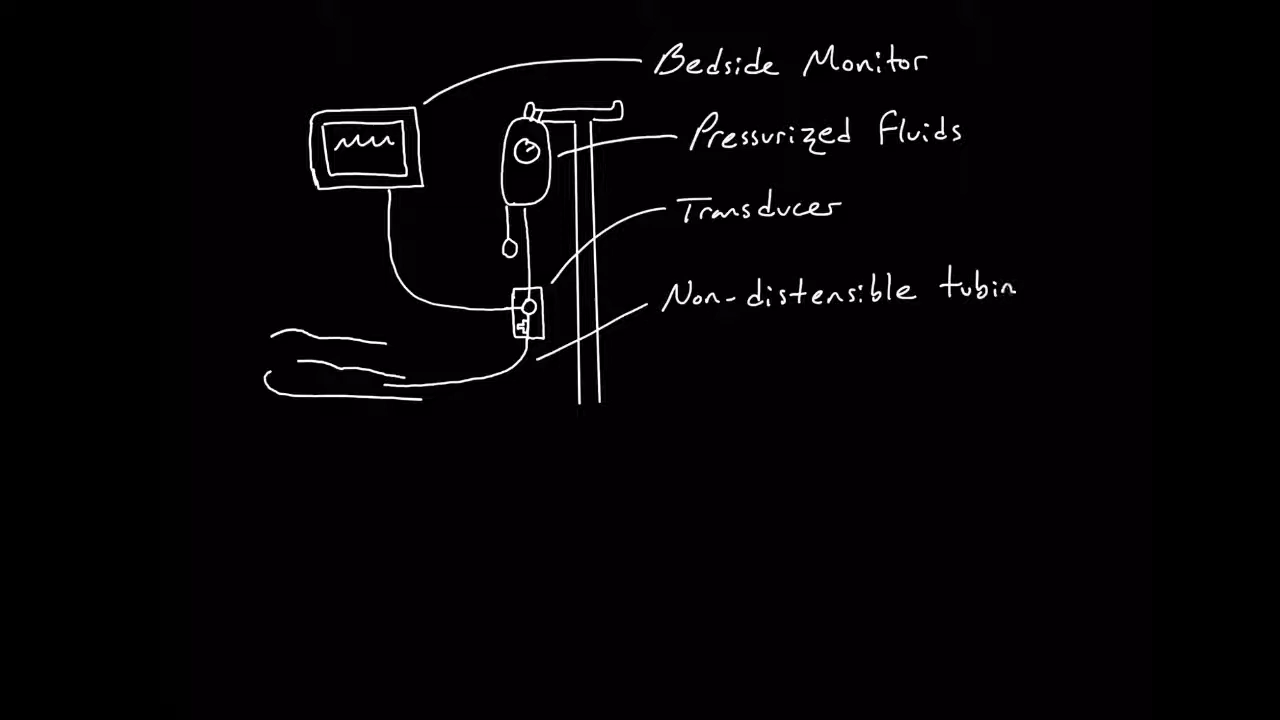 Bedside Monitor
Pressurized fluids
Transducer
Non-distensible tubin